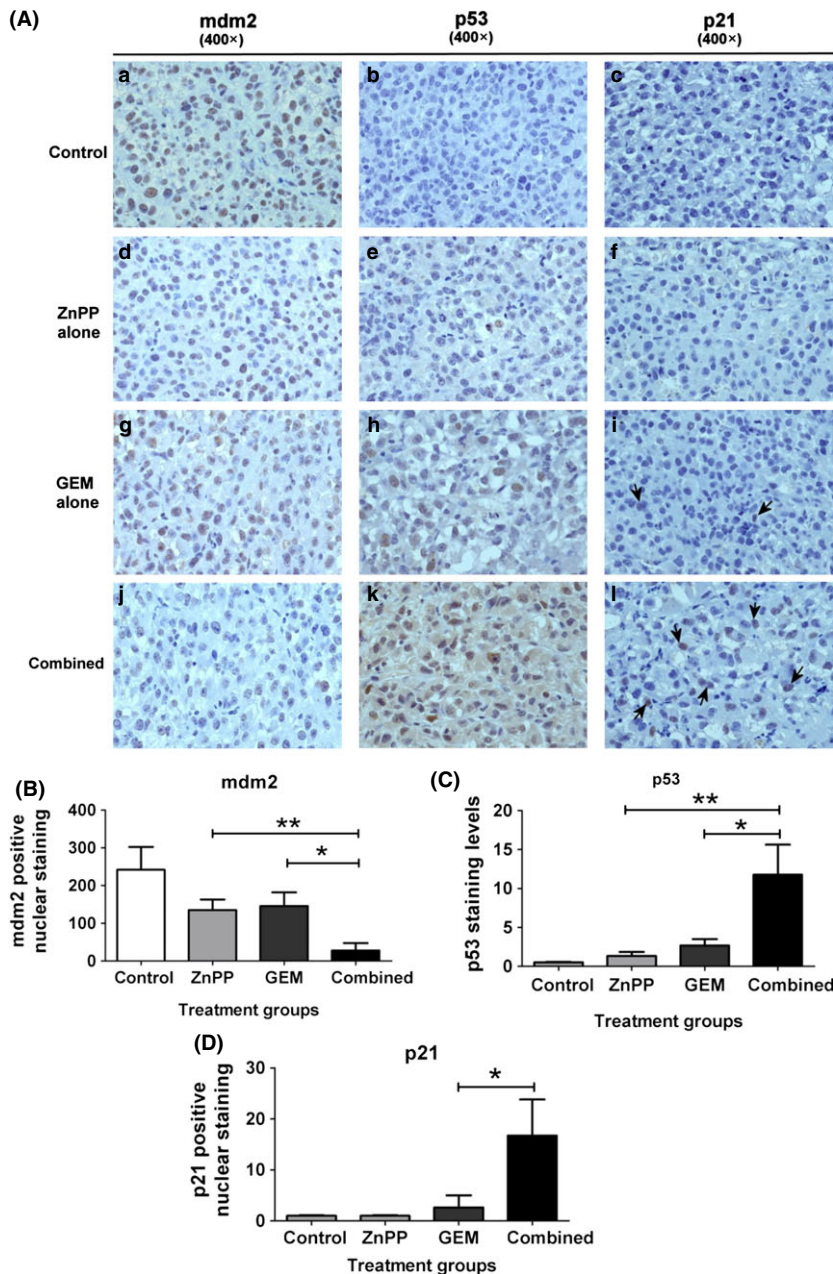 (A)
mdm2 p53 p21
(400×) (400×) (400×)
a b c
Control
d e f
ZnPP
alone
g h i
GEM
alone
j k l
Combined
(B)
mdm2
mdm2 positive
nuclear staining
400
300
200
100
0
**
*
Control ZnPP GEM Combined
Treatment groups
(C)
p53
p53 staining levels
20
15
10
5
0
**
*
Control ZnPP GEM Combined
Treatment groups
(D)
p21
p21 positive
nuclear staining
30
20
10
0
*
Control ZnPP GEM Combined
Treatment groups